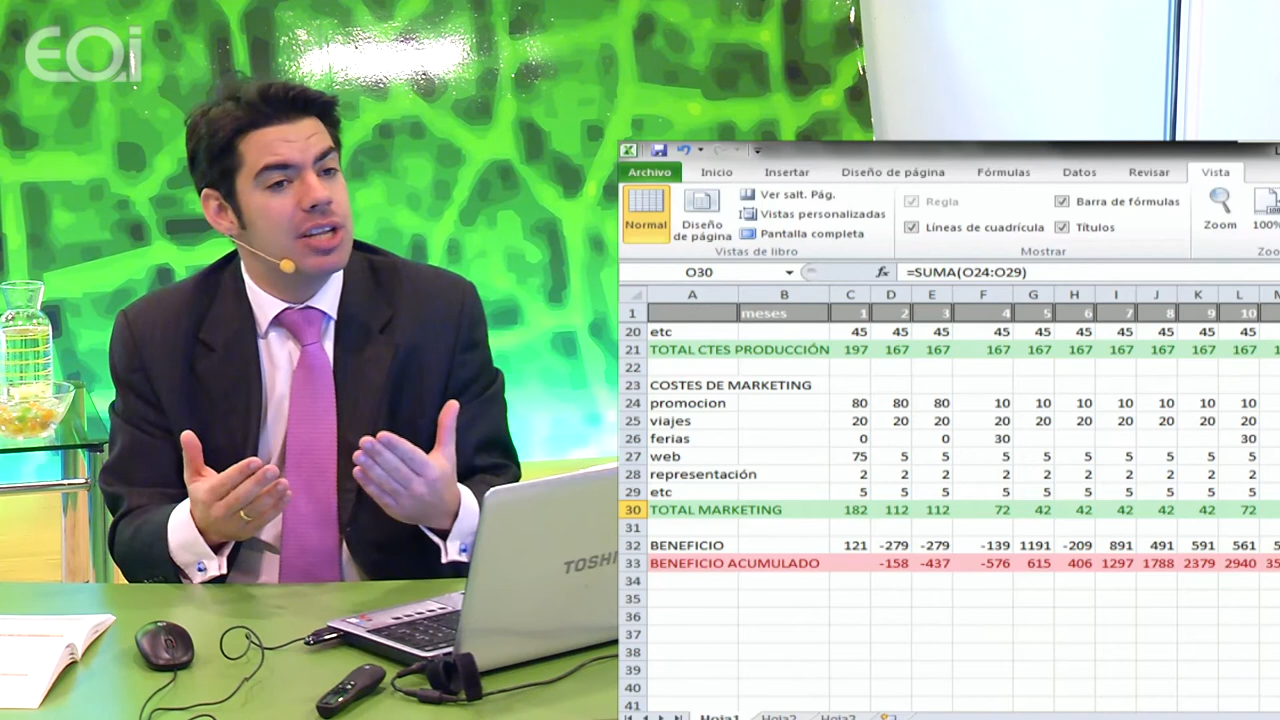 EOi
TOSHI
Archivo Inicio Insertar Diseño de página Fórmulas Datos Revisar Vista
Normal
Diseño de página
Ver salt. Pág.
Vistas personalizadas
Pantalla completa
Vistas de libro
Regla
Barra de fórmulas
Líneas de cuadrícula
Títulos
Mostrar
Zoom
100%
Zoo
O30 fx =SUMA(O24:O29)
A B C D E F G H I J K L
1 meses 1 2 3 4 5 6 7 8 9 10
20 etc 45 45 45 45 45 45 45 45 45 45
21 TOTAL CTES PRODUCCIÓN 197 167 167 167 167 167 167 167 167 167
22
23 COSTES DE MARKETING
24 promocion 80 80 80 10 10 10 10 10 10 10
25 viajes 20 20 20 20 20 20 20 20 20 20
26 ferias 0 0 30 30
27 web 75 5 5 5 5 5 5 5 5 5
28 representación 2 2 2 2 2 2 2 2 2 2
29 etc 5 5 5 5 5 5 5 5 5 5
30 TOTAL MARKETING 182 112 112 72 42 42 42 42 42 72
31
32 BENEFICIO 121 -279 -279 -139 1191 -209 891 491 591 561
33 BENEFICIO ACUMULADO -158 -437 -576 615 406 1297 1788 2379 2940 35
34
35
36
37
38
39
40
41
Hoja1 Hoja2 Hoja3